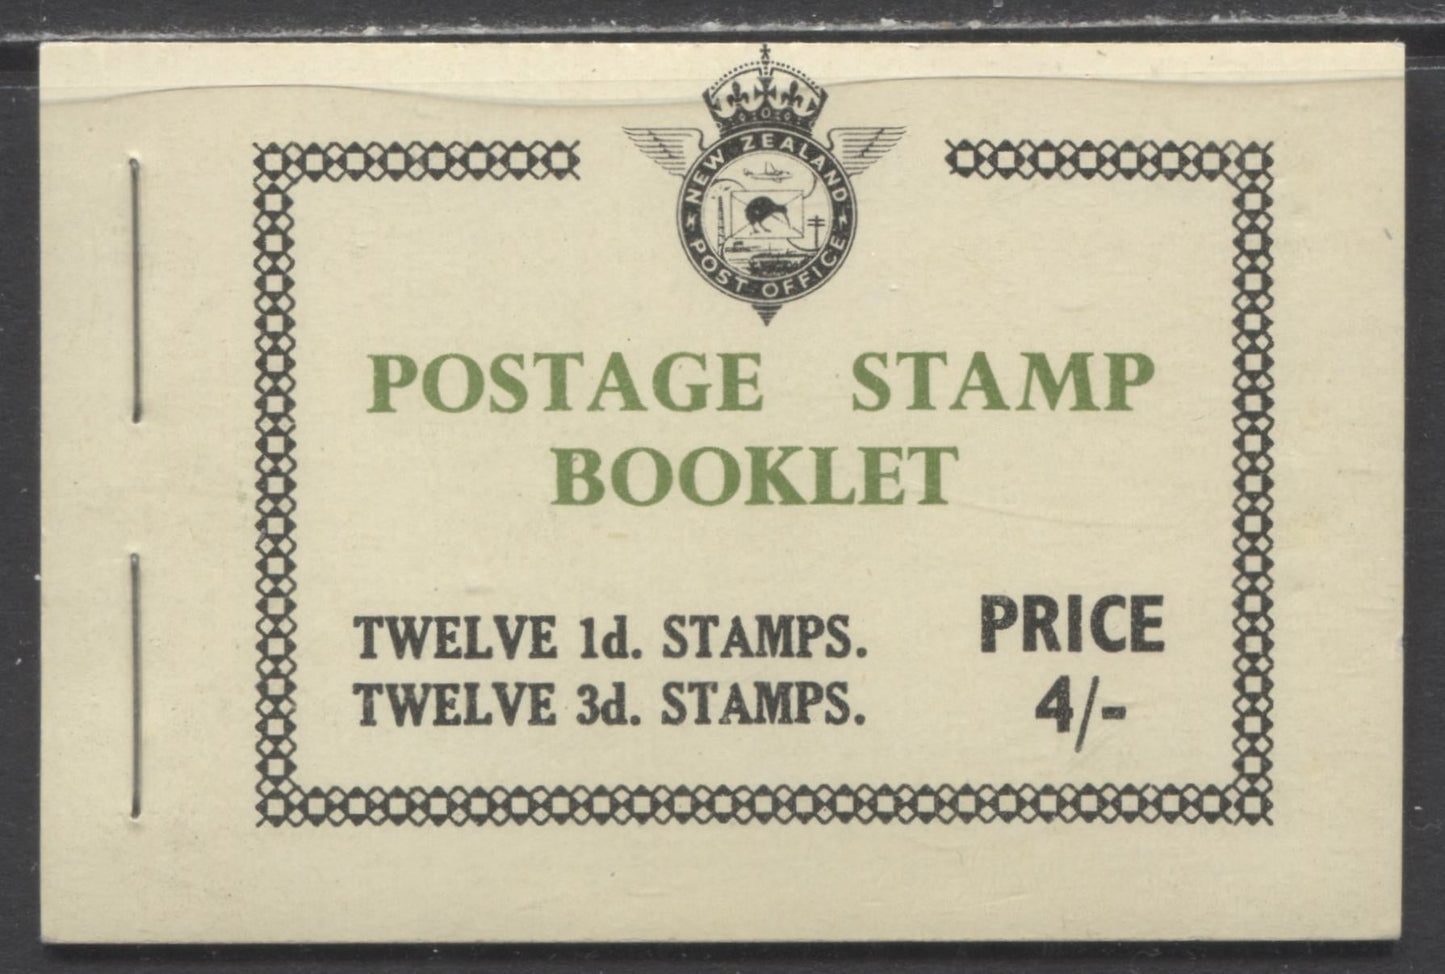 NEW ZEALAND
POST OFFICE
POSTAGE STAMP
BOOKLET
TWELVE 1d. STAMPS.
TWELVE 3d. STAMPS.
PRICE
4/-